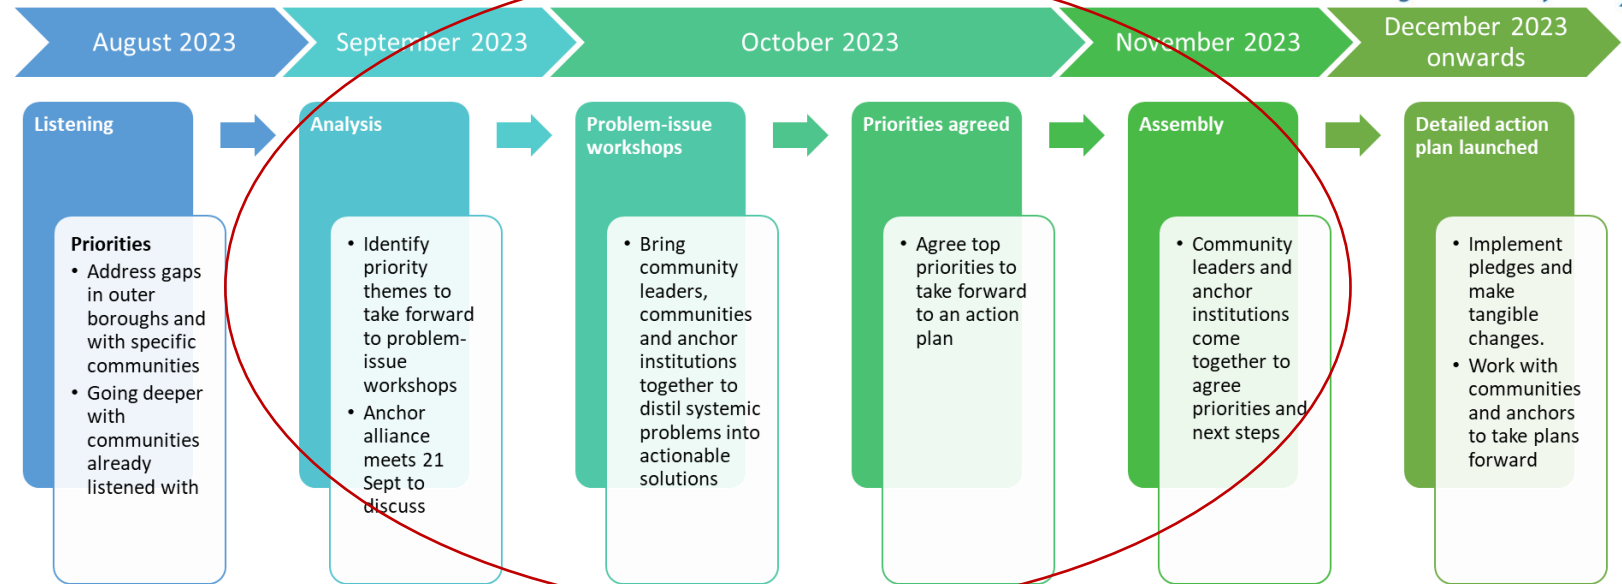 August 2023
September 2023
October 2023
November 2023
December 2023
onwards
Listening
Priorities
• Address gaps
in outer
boroughs and
with specific
communities
• Going deeper
with
communities
already
listened with
Analysis
• Identify
priority
themes to
take forward
to problem-
issue
workshops
• Anchor
alliance
meets 21
Sept to
discuss
Problem-issue
workshops
• Bring
community
leaders,
communities
and anchor
institutions
together to
distil systemic
problems into
actionable
solutions
Priorities agreed
• Agree top
priorities to
take forward
to an action
plan
Assembly
• Community
leaders and
anchor
institutions
come
together to
agree
priorities and
next steps
Detailed action
plan launched
• Implement
pledges and
make
tangible
changes.
• Work with
communities
and anchors
to take plans
forward